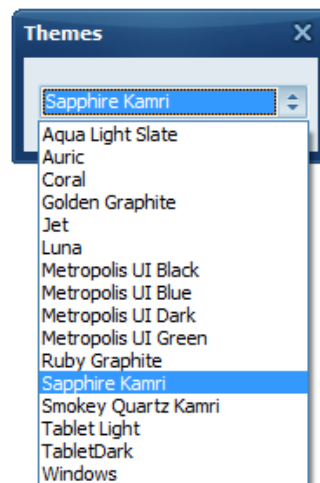 Themes
Sapphire Kamri
Aqua Light Slate
Auric
Coral
Golden Graphite
Jet
Luna
Metropolis UI Black
Metropolis UI Blue
Metropolis UI Dark
Metropolis UI Green
Ruby Graphite
Sapphire Kamri
Smokey Quartz Kamri
Tablet Light
TabletDark
Windows